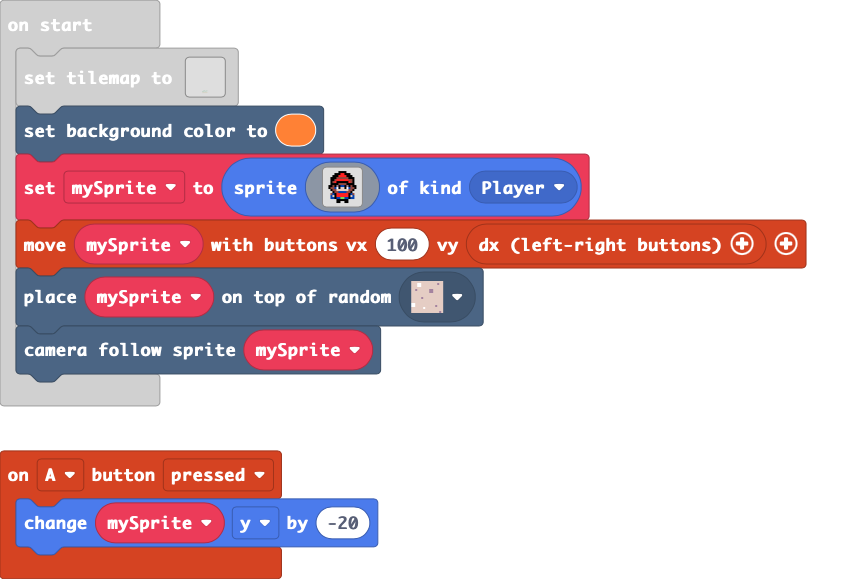 on start
set tilemap to
set background color to
set mySprite to sprite of kind Player
move mySprite with buttons vx 100 vy dx (left-right buttons)
place mySprite on top of random
camera follow sprite mySprite
on A button pressed
change mySprite y by -20